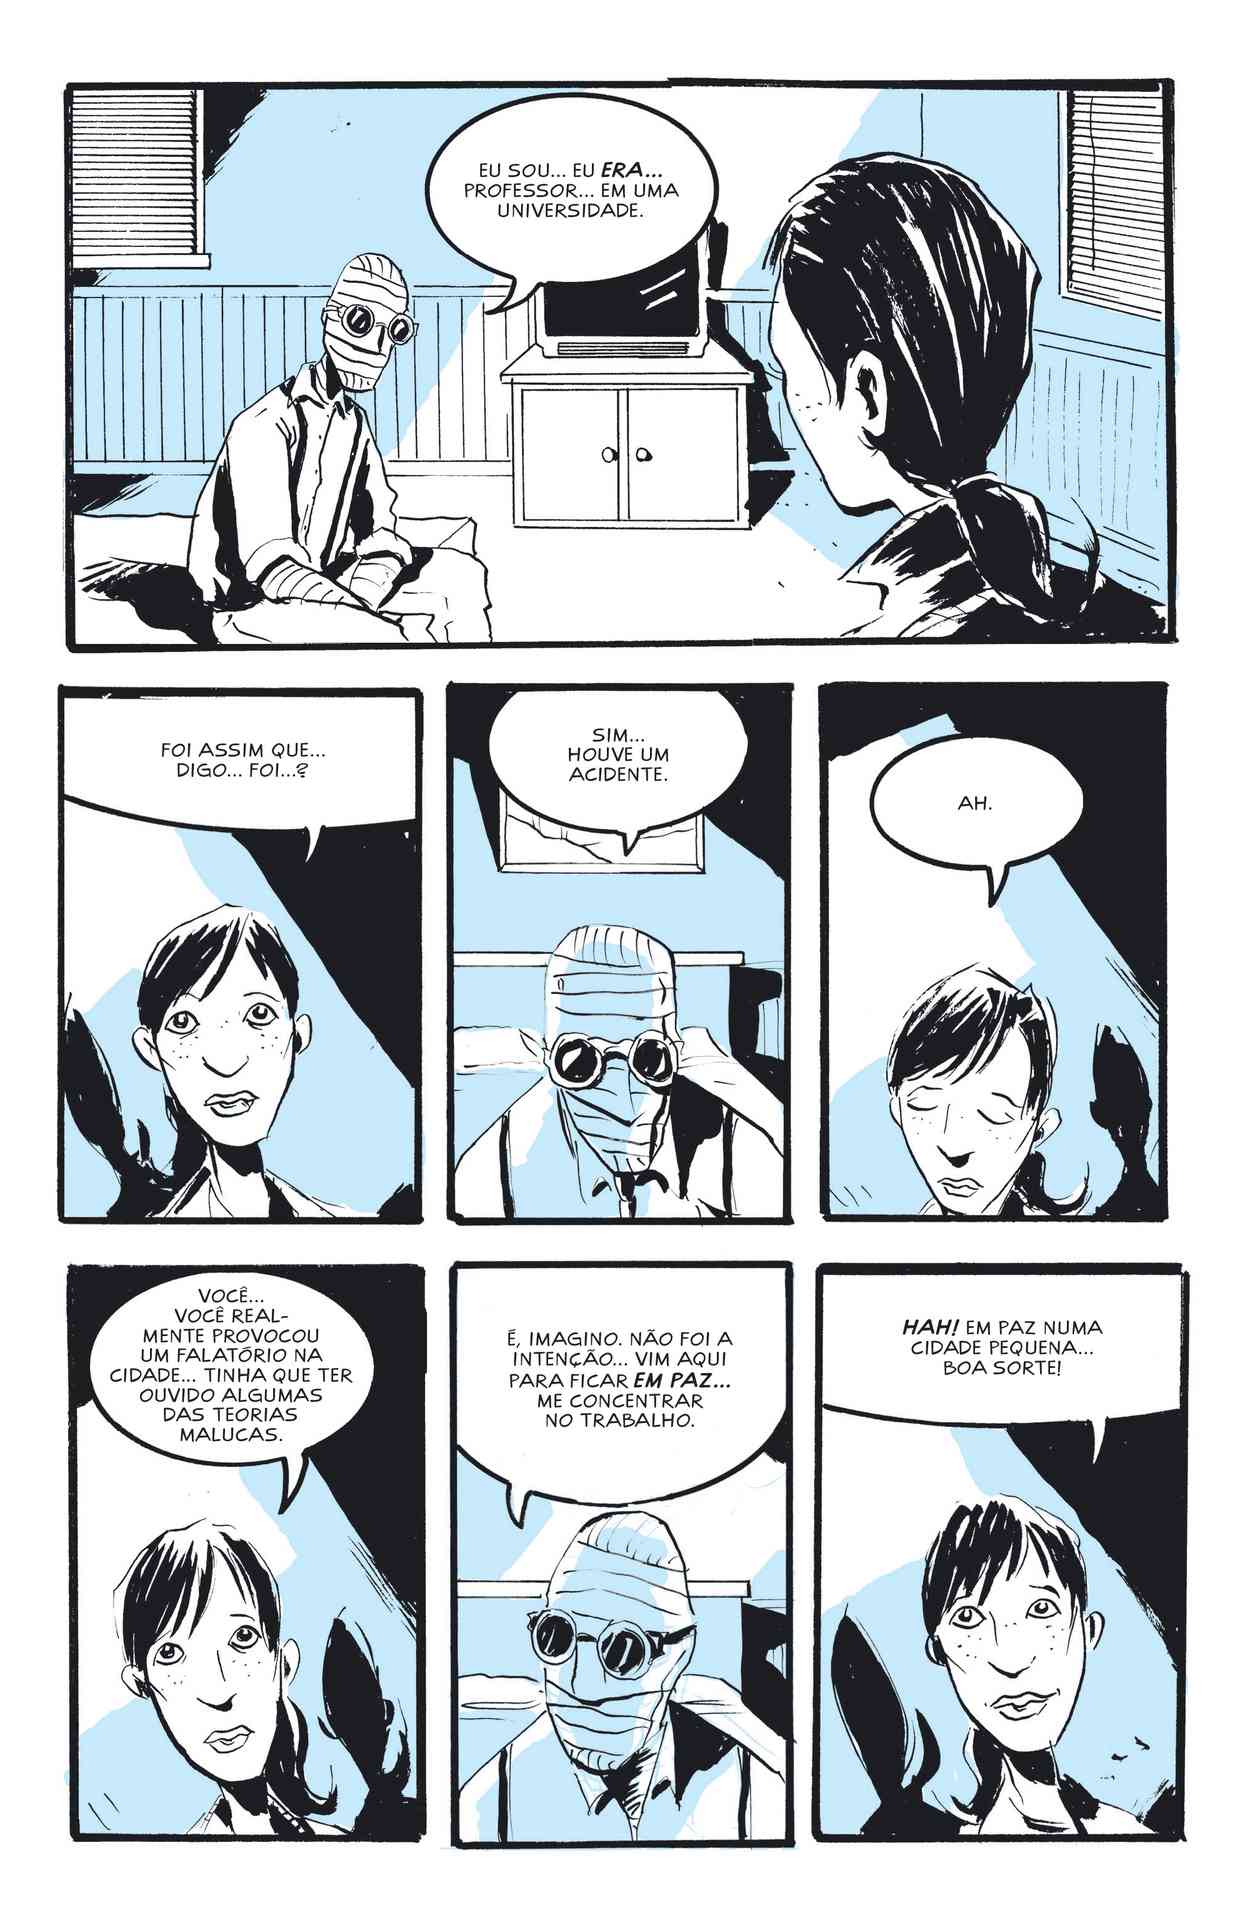 EU SOU... EU ERA...
PROFESSOR... EM UMA
UNIVERSIDADE.
FOI ASSIM QUE...
DIGO... FOI...?
SIM...
HOUVE UM
ACIDENTE.
AH.
VOCÊ...
VOCÊ REAL-
MENTE PROVOCOU
UM FALATÓRIO NA
CIDADE... TINHA QUE TER
OUVIDO ALGUMAS
DAS TEORIAS
MALUCAS.
É, IMAGINO. NÃO FOI A
INTENÇÃO... VIM AQUI
PARA FICAR EM PAZ...
ME CONCENTRAR
NO TRABALHO.
HAH! EM PAZ NUMA
CIDADE PEQUENA...
BOA SORTE!